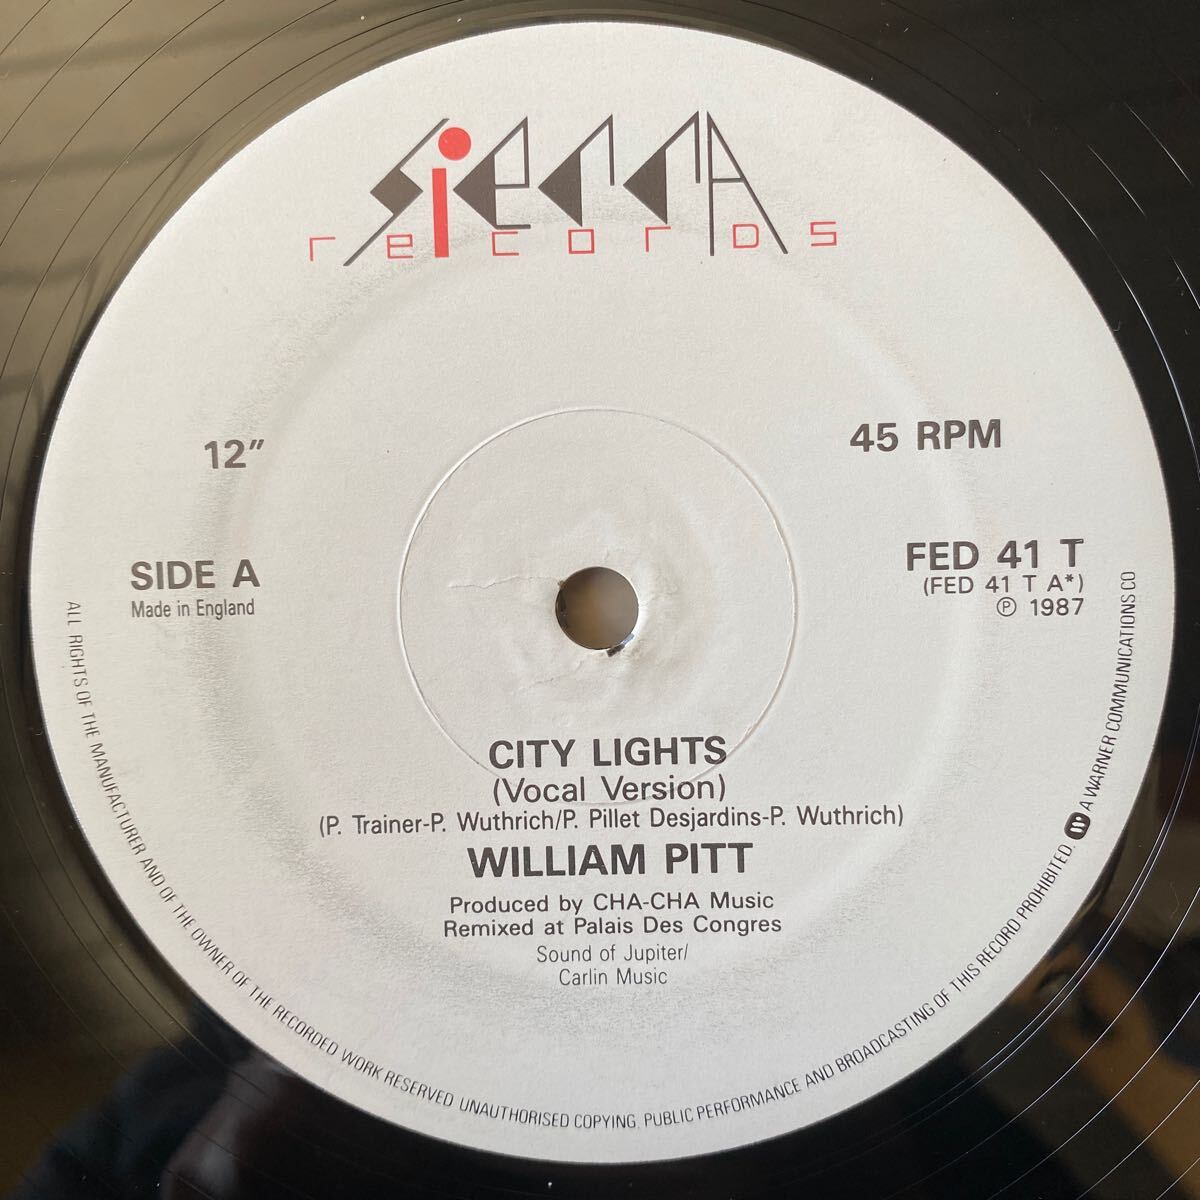 SierrA
records
12"
45 RPM
SIDE A
Made in England
FED 41 T
(FED 41 T A*)
℗ 1987
CITY LIGHTS
(Vocal Version)
(P. Trainer-P. Wuthrich/P. Pillet Desjardins-P. Wuthrich)
WILLIAM PITT
Produced by CHA-CHA Music
Remixed at Palais Des Congres
Sound of Jupiter/
Carlin Music
ALL RIGHTS OF THE MANUFACTURER AND OF THE OWNER OF THE RECORDED WORK RESERVED. UNAUTHORISED COPYING. PUBLIC PERFORMANCE AND BROADCASTING OF THIS RECORD PROHIBITED. A WARNER COMMUNICATIONS CO